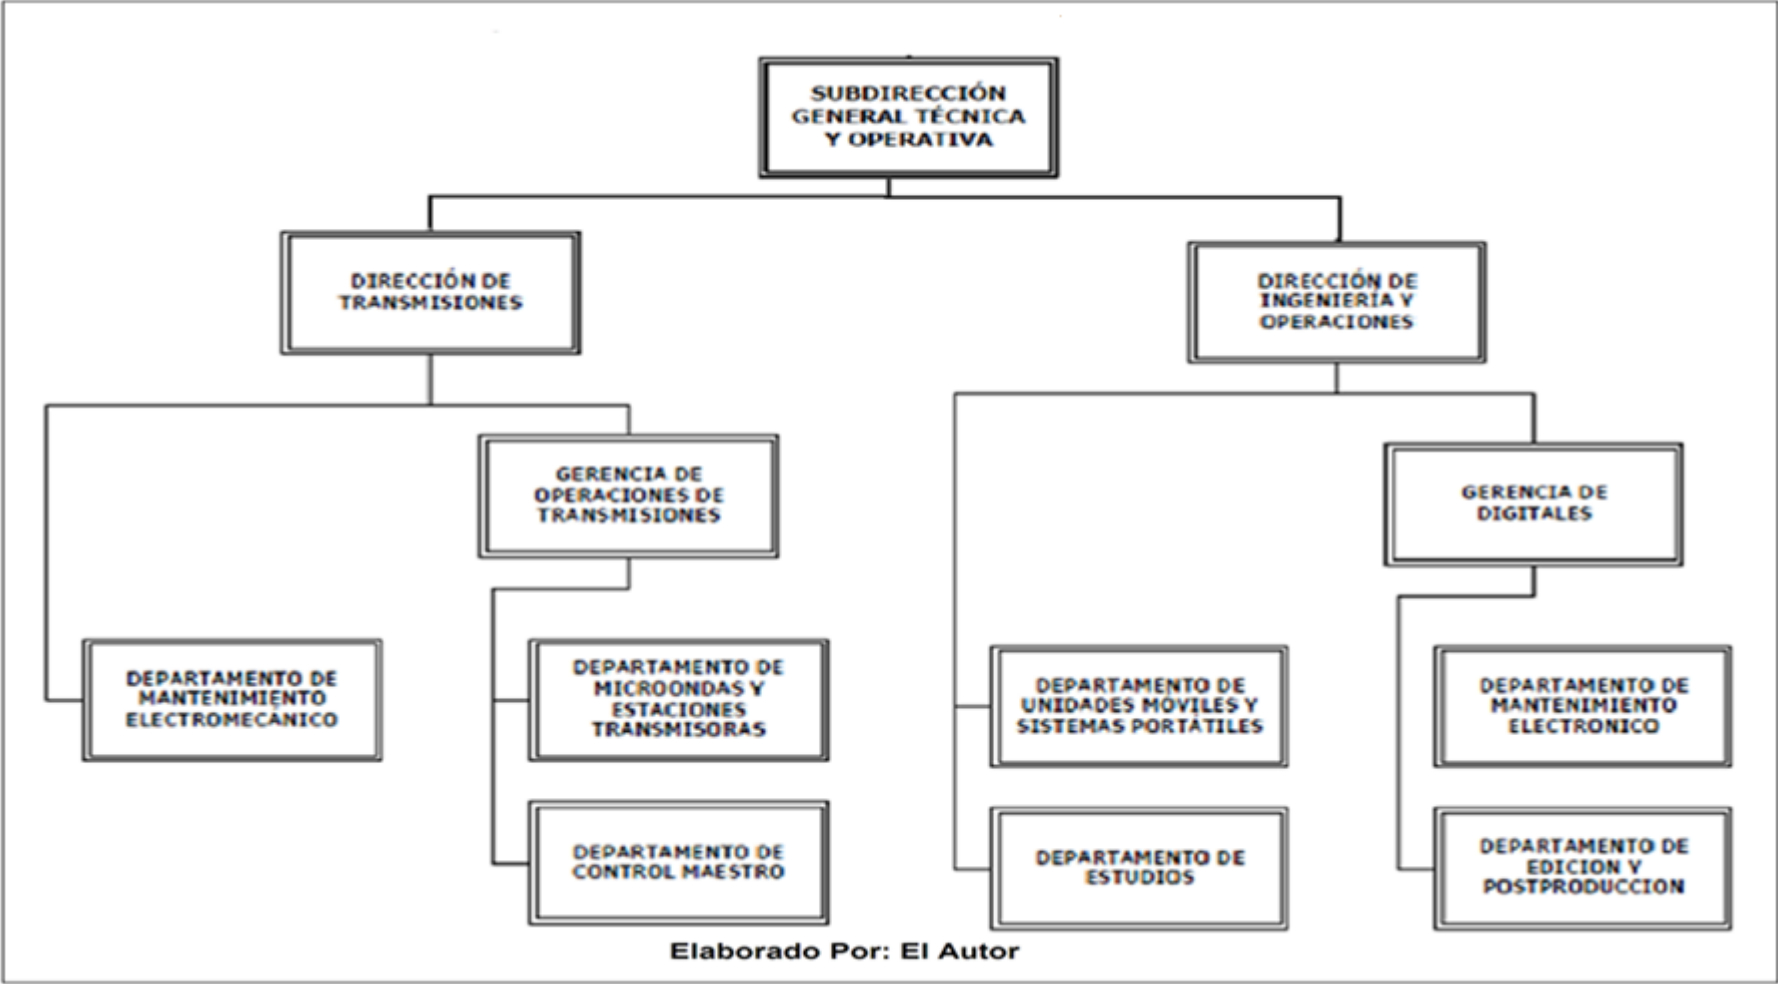 SUBDIRECCIÓN
GENERAL TÉCNICA
Y OPERATIVA
DIRECCIÓN DE
TRANSMISIONES
DIRECCIÓN DE
INGENIERÍA Y
OPERACIONES
GERENCIA DE
OPERACIONES DE
TRANSMISIONES
GERENCIA DE
DIGITALES
DEPARTAMENTO DE
MANTENIMIENTO
ELECTROMECÁNICO
DEPARTAMENTO DE
MICROONDAS Y
ESTACIONES
TRANSMISORAS
DEPARTAMENTO DE
UNIDADES MÓVILES Y
SISTEMAS PORTÁTILES
DEPARTAMENTO DE
MANTENIMIENTO
ELECTRONICO
DEPARTAMENTO DE
CONTROL MAESTRO
DEPARTAMENTO DE
ESTUDIOS
DEPARTAMENTO DE
EDICION Y
POSTPRODUCCION
Elaborado Por: El Autor